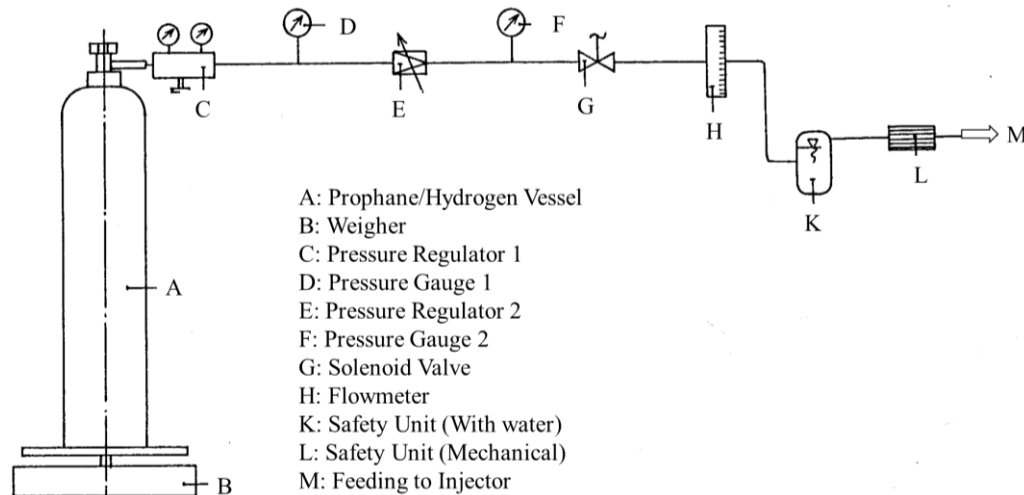 D
F
C
E
G
H
M
L
K
A
B
A: Prophane/Hydrogen Vessel
B: Weigher
C: Pressure Regulator 1
D: Pressure Gauge 1
E: Pressure Regulator 2
F: Pressure Gauge 2
G: Solenoid Valve
H: Flowmeter
K: Safety Unit (With water)
L: Safety Unit (Mechanical)
M: Feeding to Injector